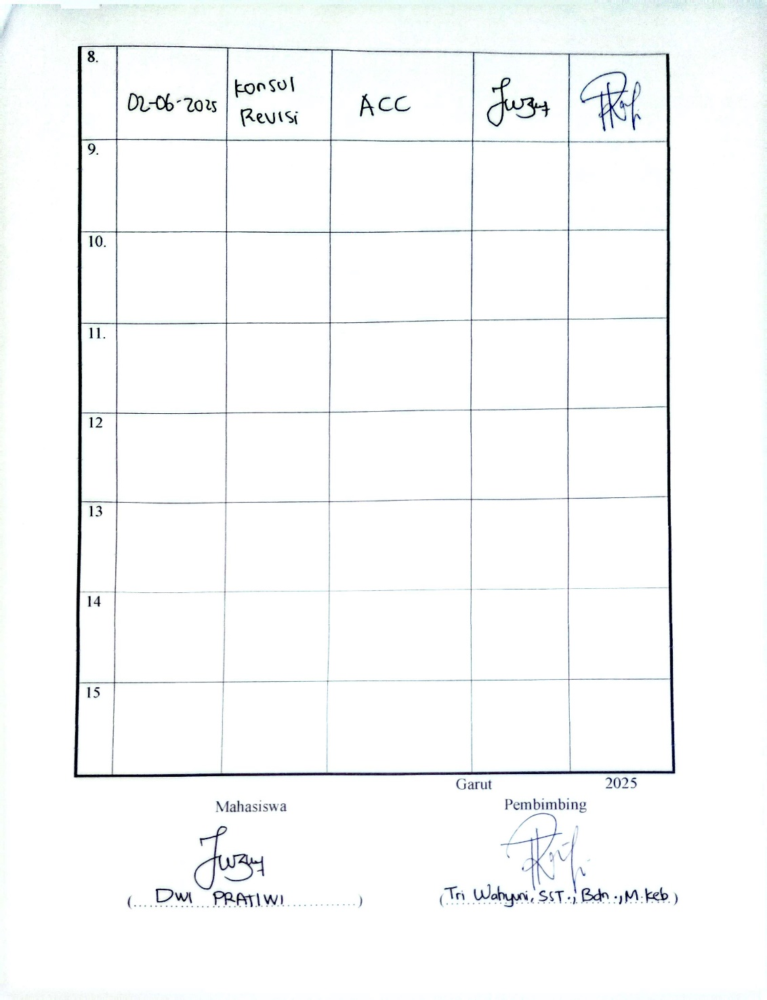 8.
02-06-2025
Konsul
Revisi
ACC
9.
10.
11.
12
13
14
15
Garut 2025
Mahasiswa Pembimbing
(DWI PRATIWI) (Tri Wahyuni, SST., Bdn., M.Keb)